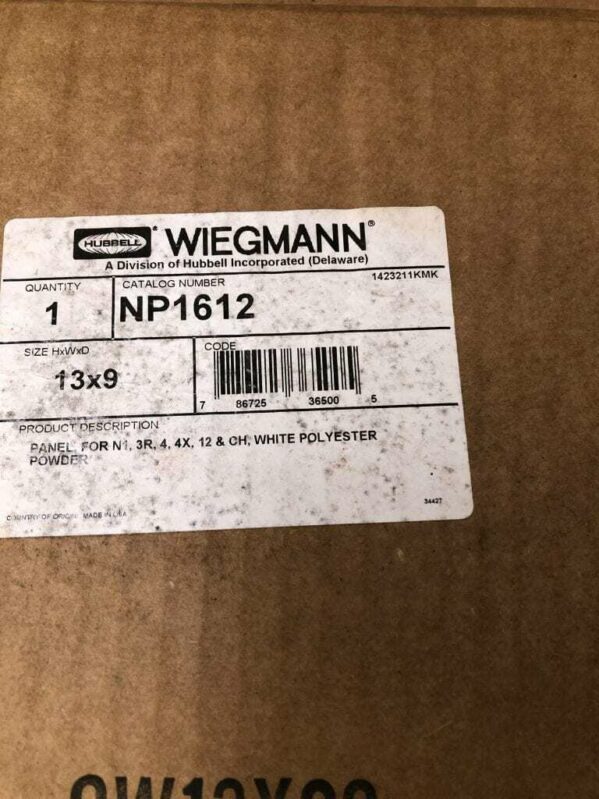 HUBBELL® WIEGMANN®
A Division of Hubbell Incorporated (Delaware)
1423211KMK
QUANTITY
1
CATALOG NUMBER
NP1612
SIZE HxWxD
13x9
CODE
7 86725 36500 5
PRODUCT DESCRIPTION
PANEL, FOR N1, 3R, 4, 4X, 12 & CH, WHITE POLYESTER
POWDER
34427
COUNTRY OF ORIGIN MADE IN USA